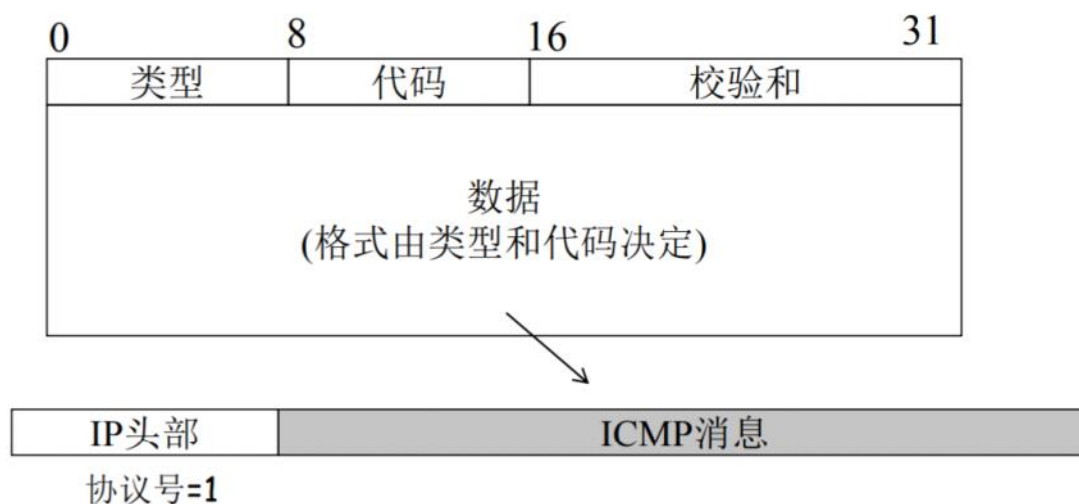 0 8 16 31
类型 代码 校验和
数据
(格式由类型和代码决定)
IP头部 ICMP消息
协议号=1